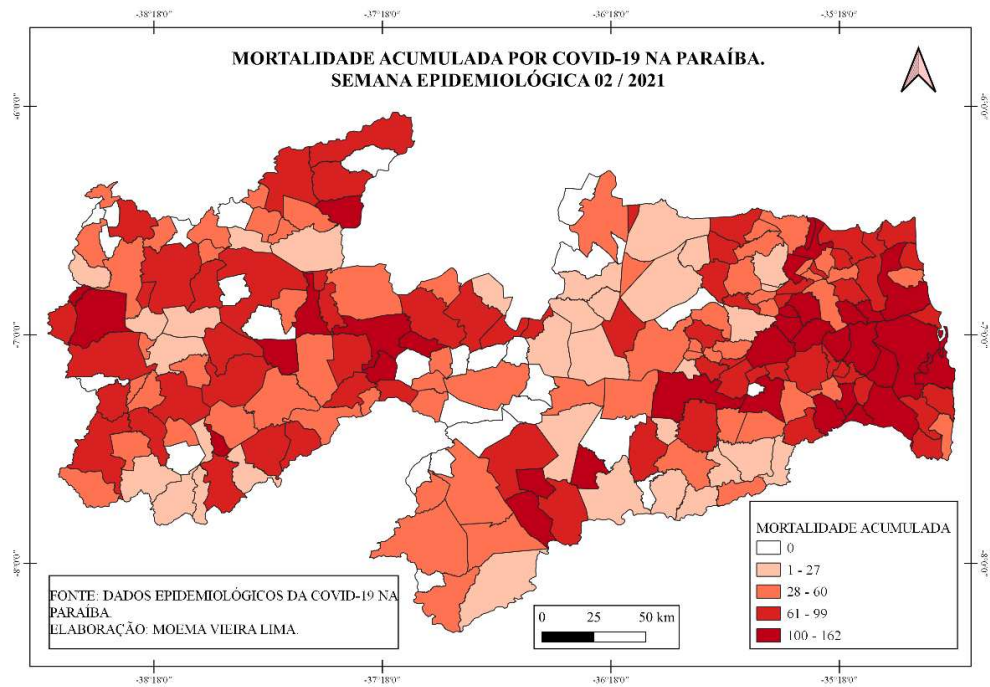 -38°18'0" -37°18'0" -36°18'0" -35°18'0"
MORTALIDADE ACUMULADA POR COVID-19 NA PARAÍBA.
SEMANA EPIDEMIOLÓGICA 02 / 2021
-6°0'0" -6°0'0"
-7°0'0" -7°0'0"
-8°0'0" -8°0'0"
MORTALIDADE ACUMULADA
0
1 - 27
28 - 60
61 - 99
100 - 162
FONTE: DADOS EPIDEMIOLÓGICOS DA COVID-19 NA
PARAÍBA.
ELABORAÇÃO: MOEMA VIEIRA LIMA.
0 25 50 km
-38°18'0" -37°18'0" -36°18'0" -35°18'0"